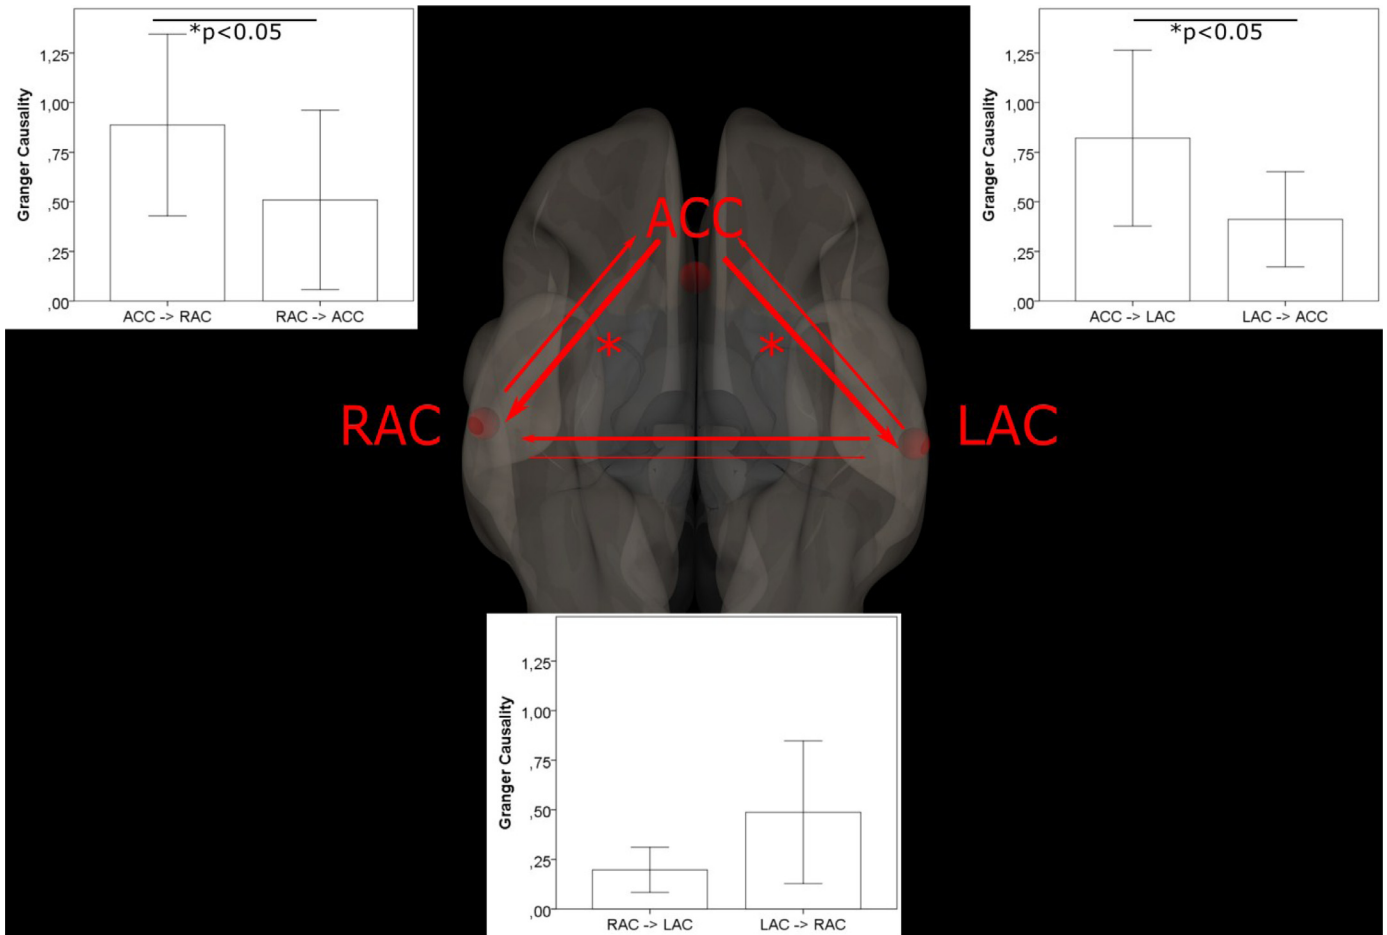 *p<0.05
1,25
1,00
,75
,50
,25
,00
Granger Causality
ACC -> RAC
RAC -> ACC
*p<0.05
1,25
1,00
,75
,50
,25
,00
Granger Causality
ACC -> LAC
LAC -> ACC
ACC
*
*
RAC
LAC
1,25
1,00
,75
,50
,25
,00
Granger Causality
RAC -> LAC
LAC -> RAC